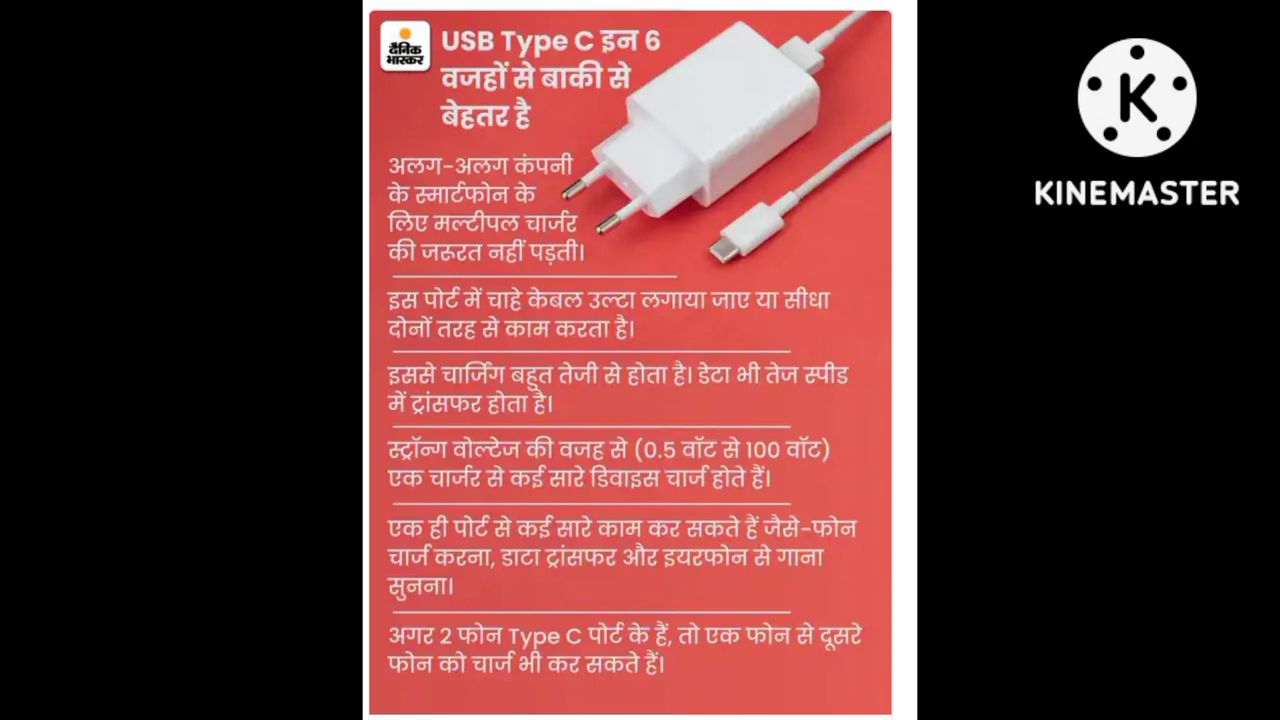 दैनिक
भास्कर
USB Type C इन 6
वजहों से बाकी से
बेहतर है
अलग-अलग कंपनी
के स्मार्टफोन के
लिए मल्टीपल चार्जर
की जरूरत नहीं पड़ती।
इस पोर्ट में चाहे केबल उल्टा लगाया जाए या सीधा
दोनों तरह से काम करता है।
इससे चार्जिंग बहुत तेजी से होता है। डेटा भी तेज स्पीड
में ट्रांसफर होता है।
स्ट्रॉन्ग वोल्टेज की वजह से (0.5 वॉट से 100 वॉट)
एक चार्जर से कई सारे डिवाइस चार्ज होते हैं।
एक ही पोर्ट से कई सारे काम कर सकते हैं जैसे-फोन
चार्ज करना, डाटा ट्रांसफर और इयरफोन से गाना
सुनना।
अगर 2 फोन Type C पोर्ट के हैं, तो एक फोन से दूसरे
फोन को चार्ज भी कर सकते हैं।
K
KINEMASTER